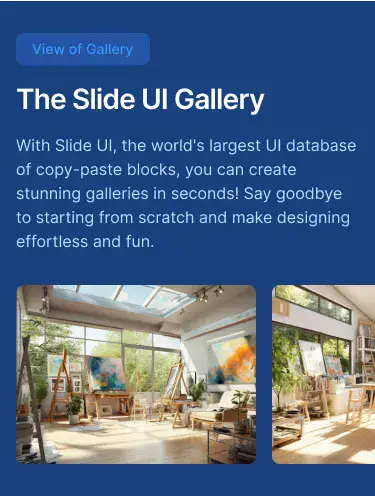 View of Gallery
The Slide UI Gallery
With Slide UI, the world's largest UI database
of copy-paste blocks, you can create
stunning galleries in seconds! Say goodbye
to starting from scratch and make designing
effortless and fun.